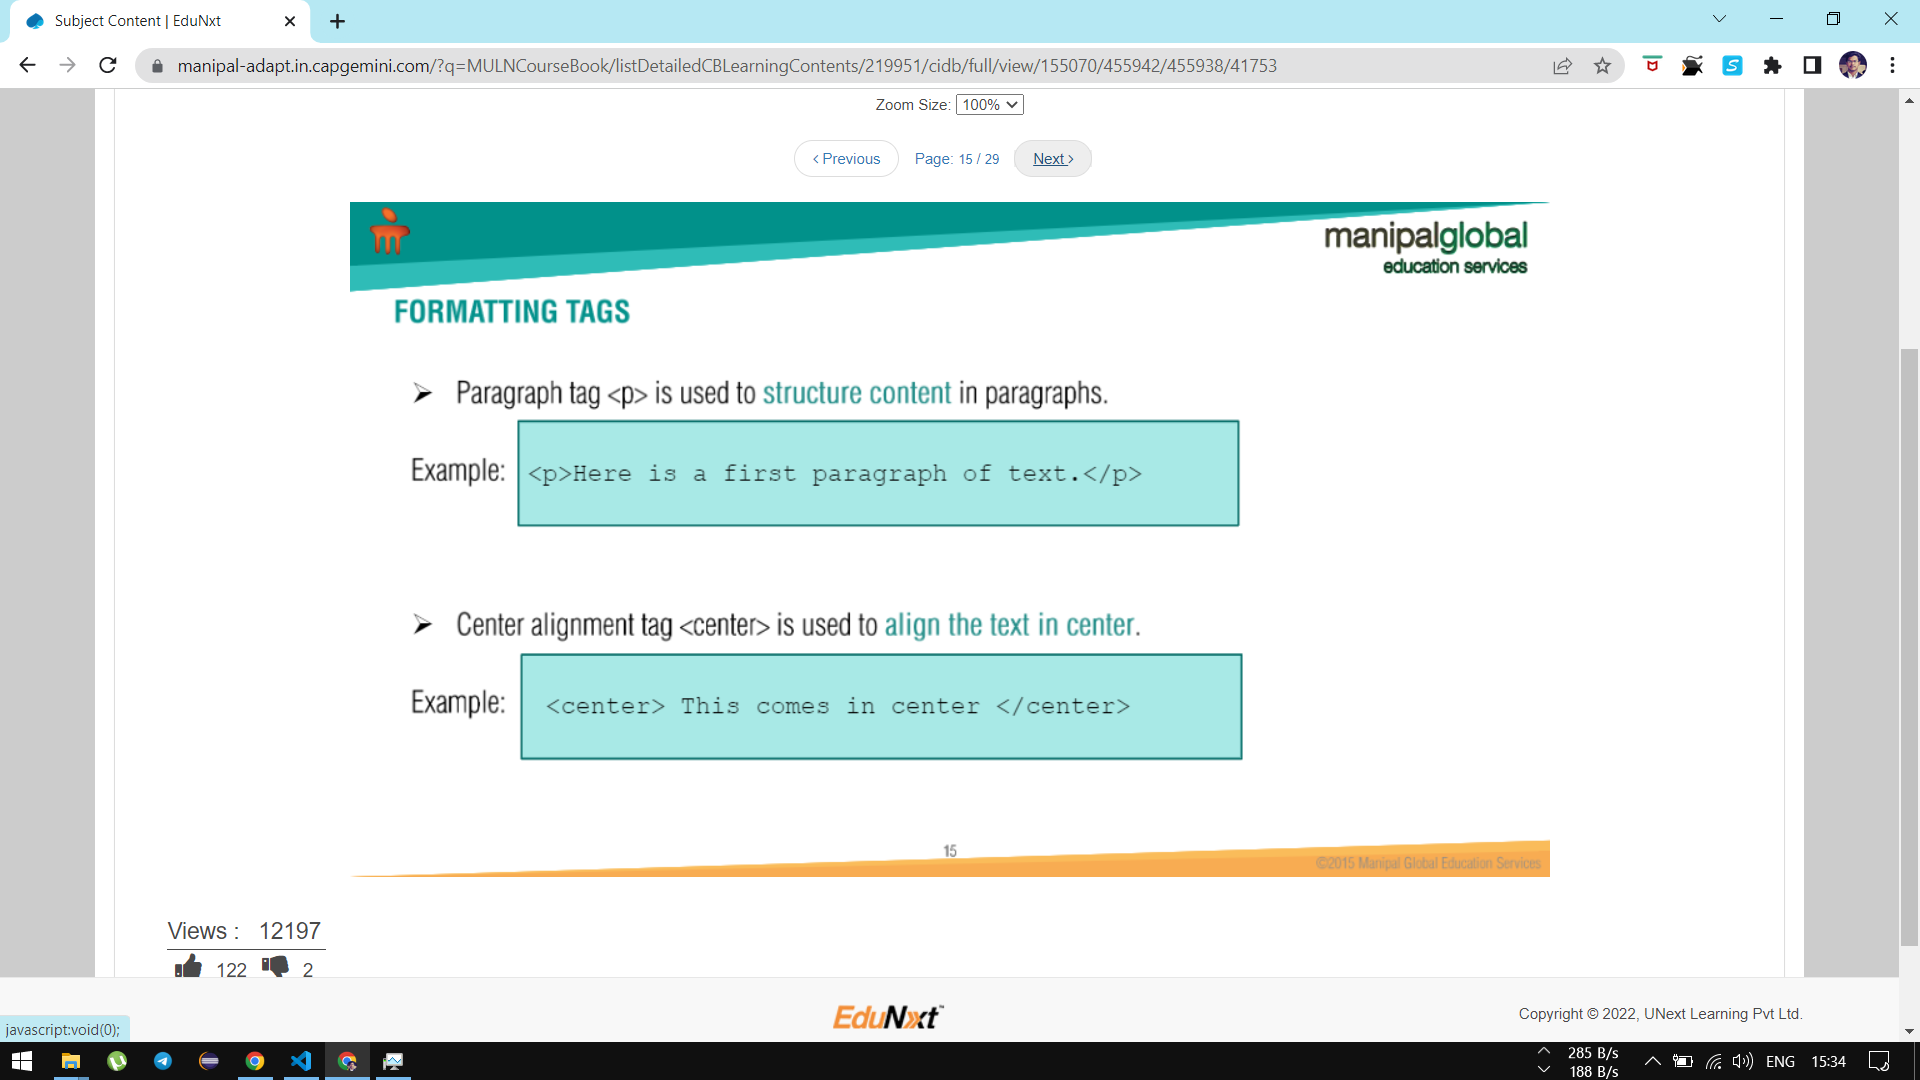 Subject Content | EduNxt
manipal-adapt.in.capgemini.com/?q=MULNCourseBook/listDetailedCBLearningContents/219951/cidb/full/view/155070/455942/455938/41753
Zoom Size: 100%
‹ Previous Page: 15 / 29 Next ›
manipalglobal
education services
FORMATTING TAGS
➢ Paragraph tag <p> is used to structure content in paragraphs.
Example: <p>Here is a first paragraph of text.</p>
➢ Center alignment tag <center> is used to align the text in center.
Example: <center> This comes in center </center>
15
©2015 Manipal Global Education Services
Views : 12197
122 2
EduNxt™
Copyright © 2022, UNext Learning Pvt Ltd.
javascript:void(0);
285 B/s
188 B/s
ENG 15:34